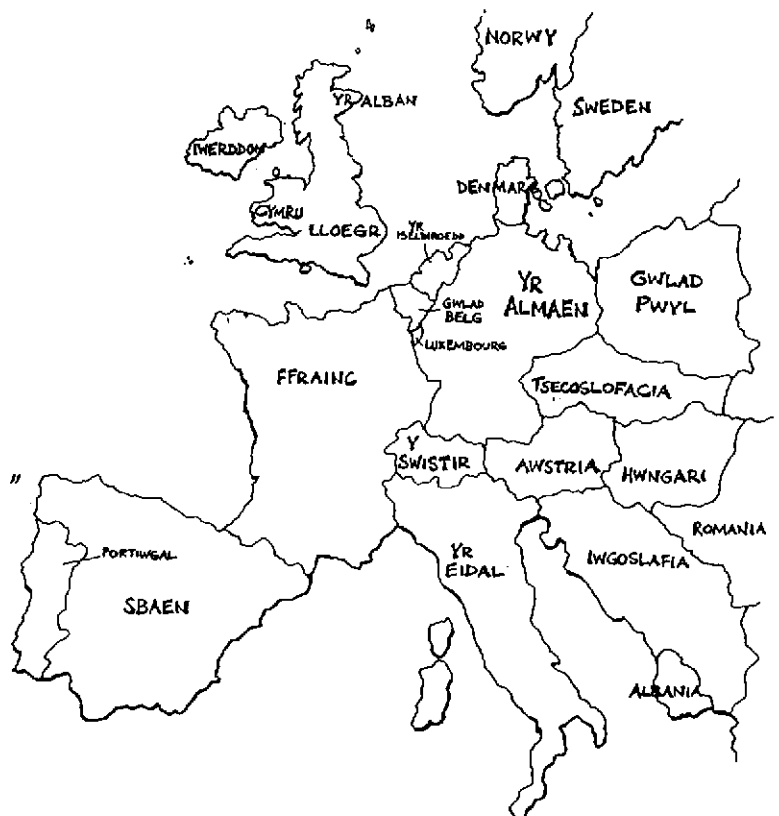 NORWY
SWEDEN
YR ALBAN
IWERDDON
DENMARC
CYMRU
LLOEGR
YR
ISELDIROEDD
YR
ALMAEN
GWLAD
PWYL
GWLAD
BELG
LUXEMBOURG
FFRAINC
TSECOSLOFACIA
Y
SWISTIR
AWSTRIA
HWNGARI
ROMANIA
PORTIWGAL
YR
EIDAL
IWGOSLAFIA
SBAEN
ALBANIA